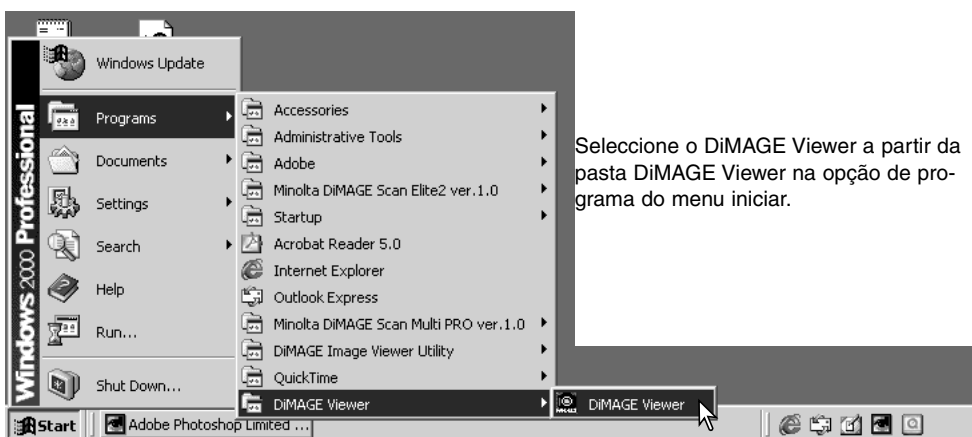 Windows Update
Programs
Documents
Settings
Search
Help
Run...
Shut Down...
Windows 2000 Professional
Accessories
Administrative Tools
Adobe
Minolta DiMAGE Scan Elite2 ver.1.0
Startup
Acrobat Reader 5.0
Internet Explorer
Outlook Express
Minolta DiMAGE Scan Multi PRO ver.1.0
DiMAGE Image Viewer Utility
QuickTime
DiMAGE Viewer
DiMAGE Viewer
Seleccione o DiMAGE Viewer a partir da
pasta DiMAGE Viewer na opção de pro-
grama do menu iniciar.
Start
Adobe Photoshop Limited ...